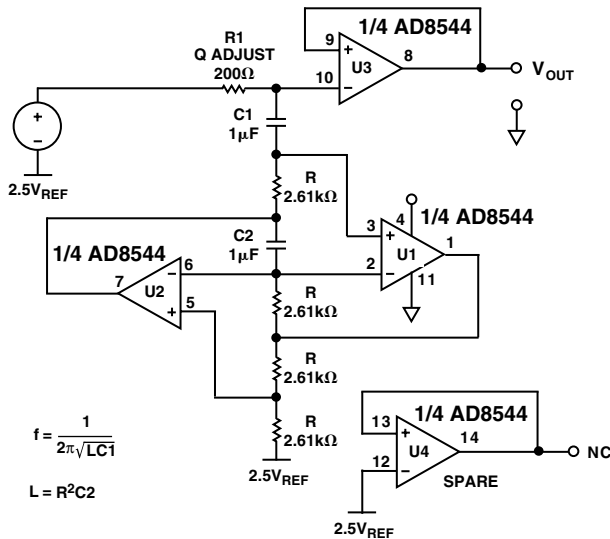 R1
Q ADJUST
200Ω
1/4 AD8544
9
+
U3
8
10
−
V_OUT
C1
1μF
+
−
2.5V_REF
R
2.61kΩ
4
1/4 AD8544
3
+
U1
1
2
−
11
C2
1μF
1/4 AD8544
7
6
−
U2
5
+
R
2.61kΩ
R
2.61kΩ
R
2.61kΩ
2.5V_REF
1/4 AD8544
13
+
U4
14
12
−
NC
SPARE
2.5V_REF
f = 1 / 2π√LC1
L = R²C2